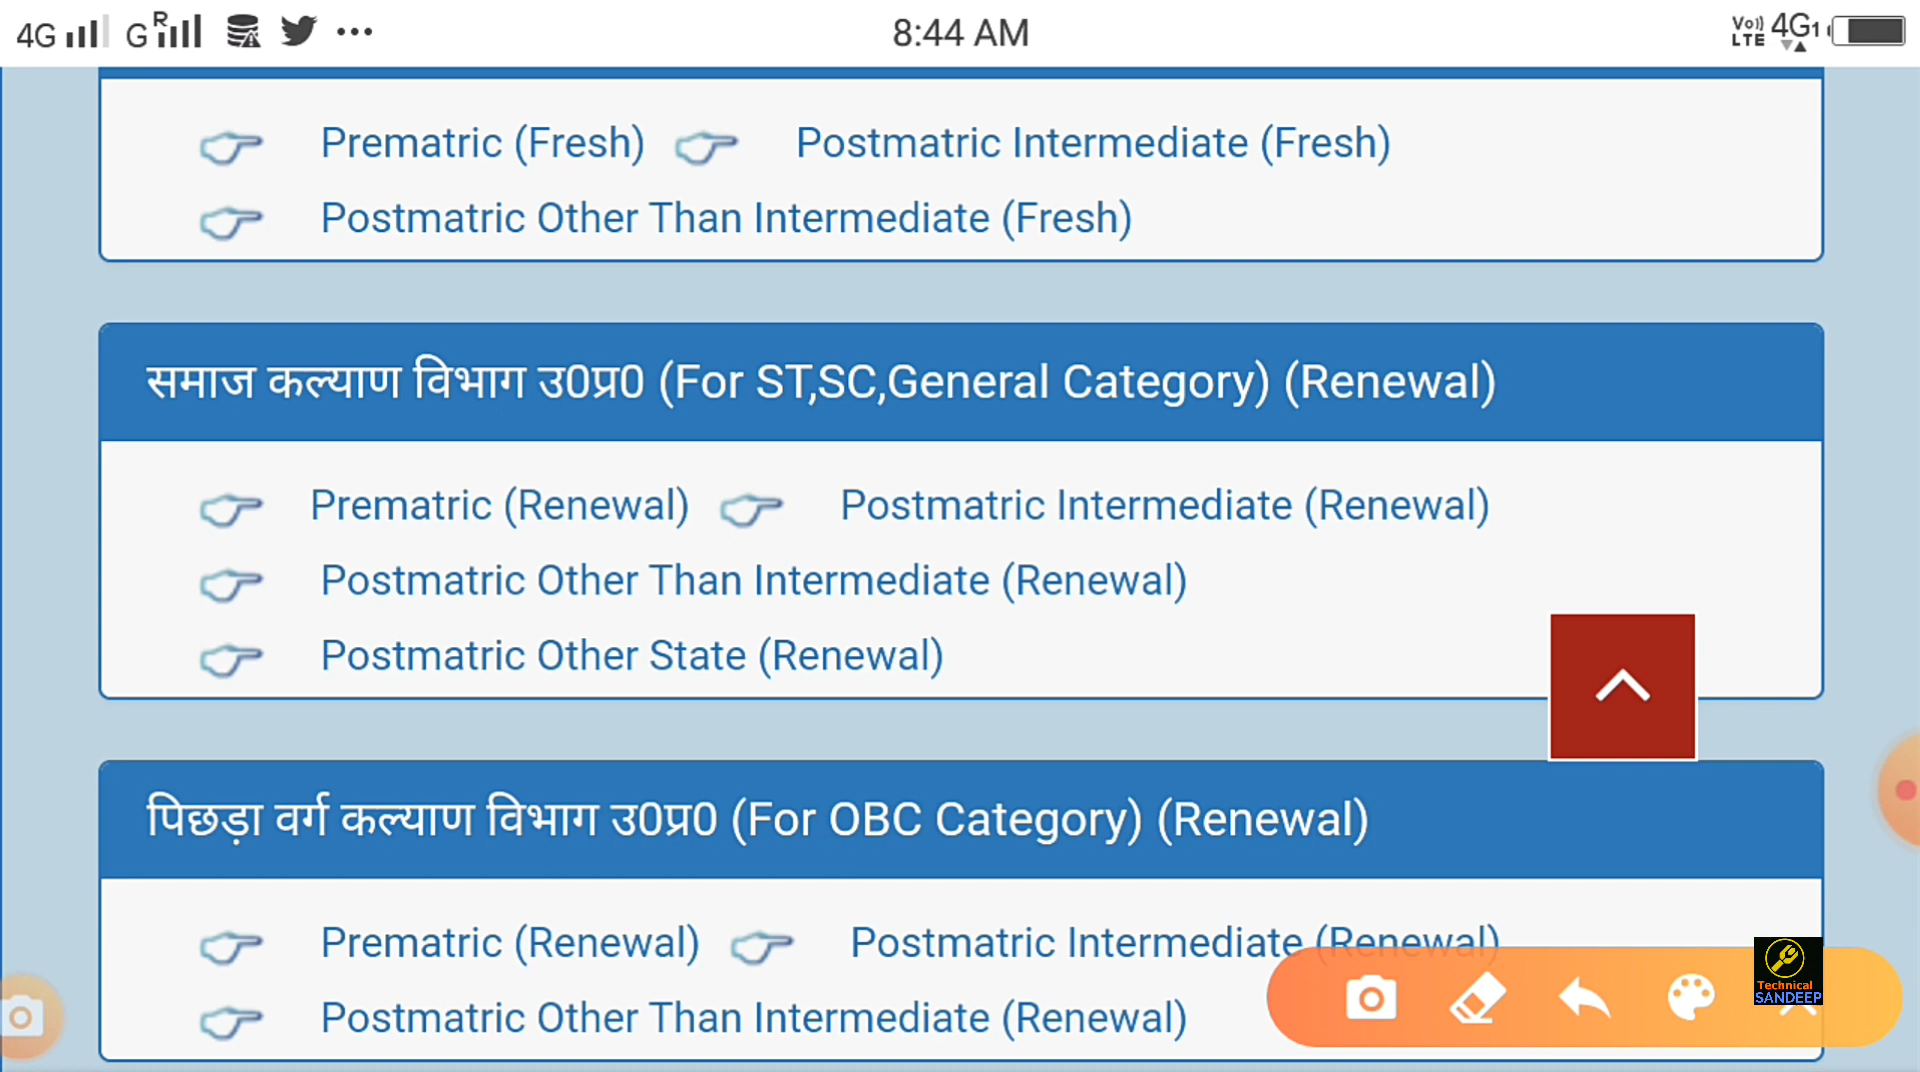 4G G R 8:44 AM Vo)) LTE 4G 1
Prematric (Fresh) Postmatric Intermediate (Fresh)
Postmatric Other Than Intermediate (Fresh)
समाज कल्याण विभाग उ0प्र0 (For ST,SC,General Category) (Renewal)
Prematric (Renewal) Postmatric Intermediate (Renewal)
Postmatric Other Than Intermediate (Renewal)
Postmatric Other State (Renewal)
पिछड़ा वर्ग कल्याण विभाग उ0प्र0 (For OBC Category) (Renewal)
Prematric (Renewal) Postmatric Intermediate (Renewal)
Postmatric Other Than Intermediate (Renewal)
Technical
SANDEEP